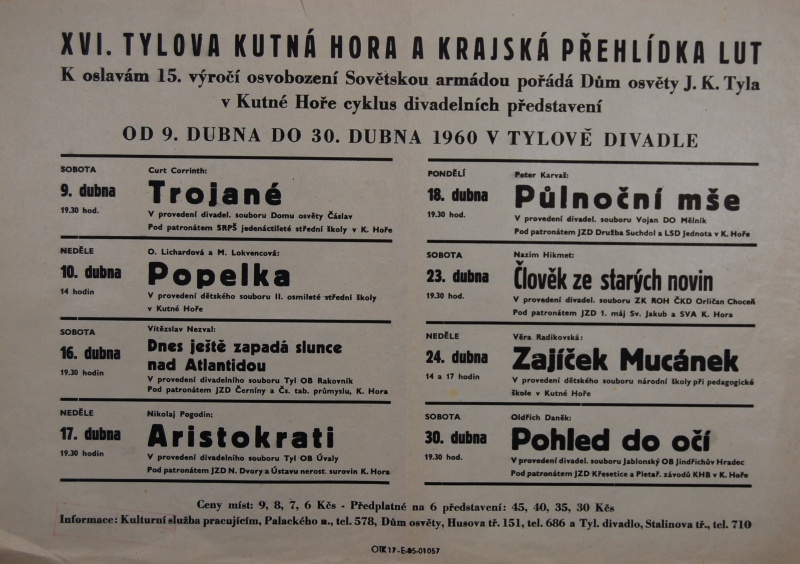 XVI. TYLOVA KUTNÁ HORA A KRAJSKÁ PŘEHLÍDKA LUT
K oslavám 15. výročí osvobození Sovětskou armádou pořádá Dům osvěty J. K. Tyla
v Kutné Hoře cyklus divadelních představení
OD 9. DUBNA DO 30. DUBNA 1960 V TYLOVĚ DIVADLE
SOBOTA
9. dubna
19.30 hod.
Curt Corrinth:
Trojané
V provedení divadel. souboru Domu osvěty Čáslav
Pod patronátem SRPŠ jedenáctileté střední školy v K. Hoře
NEDĚLE
10. dubna
14 hodin
O. Lichardová a M. Lokvencová:
Popelka
V provedení dětského souboru II. osmileté střední školy
v Kutné Hoře
SOBOTA
16. dubna
19.30 hodin
Vítězslav Nezval:
Dnes ještě zapadá slunce
nad Atlantidou
V provedení divadelního souboru Tyl OB Rakovník
Pod patronátem JZD Černíny a Čs. tab. průmyslu, K. Hora
NEDĚLE
17. dubna
19.30 hodin
Nikolaj Pogodin:
Aristokrati
V provedení divadelního souboru Tyl OB Úvaly
Pod patronátem JZD N. Dvory a Ústavu nerost. surovin K. Hora
PONDĚLÍ
18. dubna
19.30 hod.
Peter Karvaš:
Půlnoční mše
V provedení divadel. souboru Vojan DO Mělník
Pod patronátem JZD Družba Suchdol a LSD Jednota v K. Hoře
SOBOTA
23. dubna
19.30 hod.
Nazim Hikmet:
Člověk ze starých novin
V provedení divadel. souboru ZK ROH ČKD Orličan Choceň
Pod patronátem JZD 1. máj Sv. Jakub a SVA K. Hora
NEDĚLE
24. dubna
14 a 17 hodin
Věra Radikovská:
Zajíček Mucánek
V provedení dětského souboru národní školy při pedagogické
škole v Kutné Hoře
SOBOTA
30. dubna
19.30 hod.
Oldřich Daněk:
Pohled do očí
V provedení divadel. souboru Jablonský OB Jindřichův Hradec
Pod patronátem JZD Křesetice a Pletař. závodů KHB v K. Hoře
Ceny míst: 9, 8, 7, 6 Kčs - Předplatné na 6 představení: 45, 40, 35, 30 Kčs
Informace: Kulturní služba pracujícím, Palackého n., tel. 578, Dům osvěty, Husova tř. 151, tel. 686 a Tyl. divadlo, Stalinova tř., tel. 710
OTK 17-E-05-01057